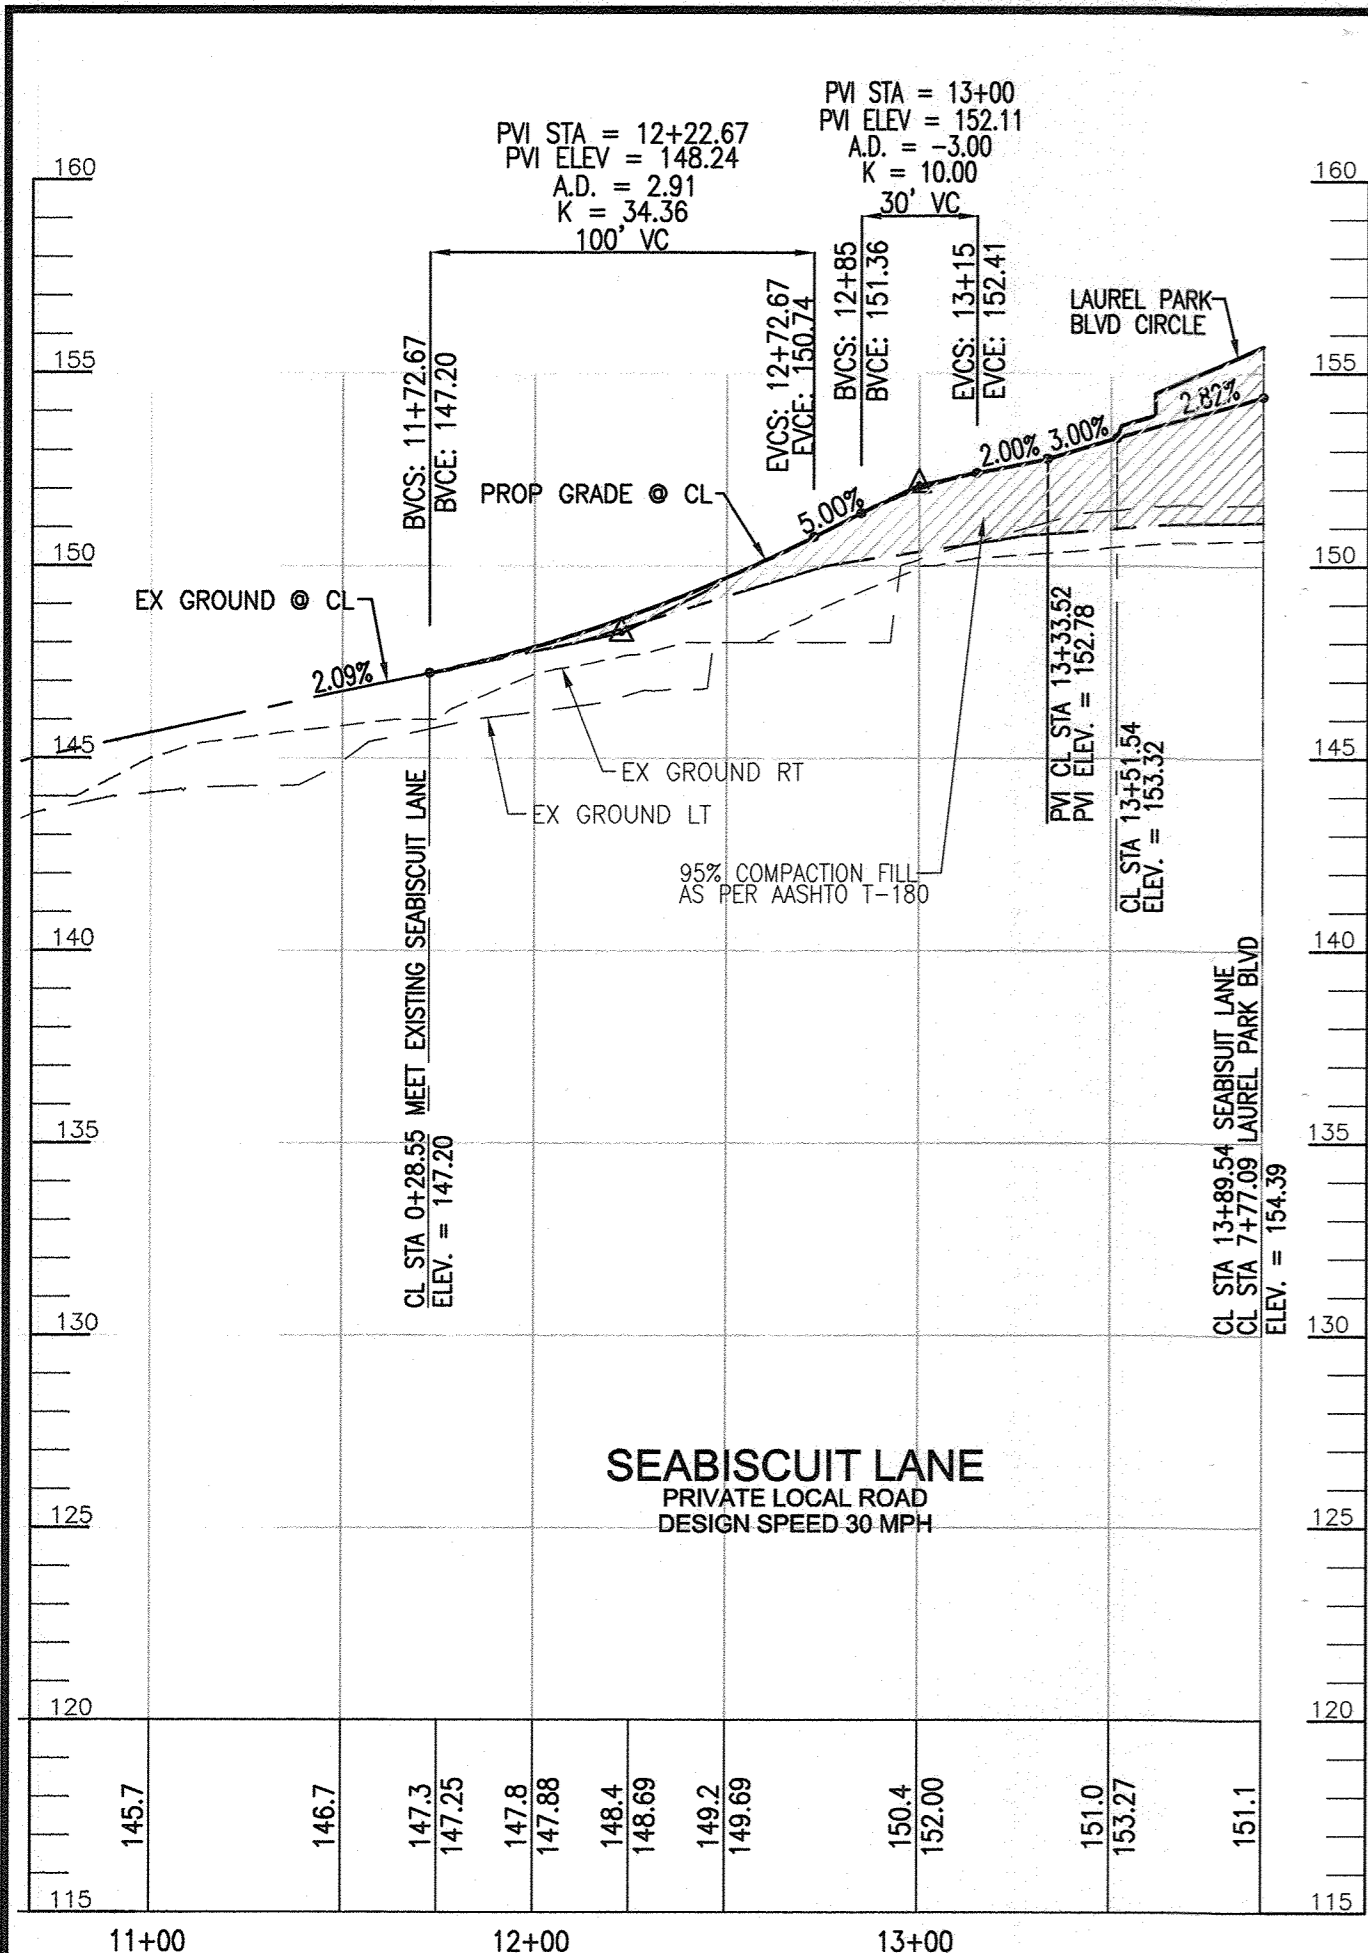 PVI STA = 13+00
PVI ELEV = 152.11
A.D. = -3.00
K = 10.00
30' VC
PVI STA = 12+22.67
PVI ELEV = 148.24
A.D. = 2.91
K = 34.36
100' VC
160
160
BVCS: 11+72.67
BVCE: 147.20
EVCS: 12+72.67
EVCE: 150.74
BVCS: 12+85
BVCE: 151.36
EVCS: 13+15
EVCE: 152.41
LAUREL PARK
BLVD CIRCLE
155
155
2.82%
2.00%
3.00%
PROP GRADE @ CL
5.00%
150
150
EX GROUND @ CL
2.09%
PVI CL STA 13+33.52
PVI ELEV. = 152.78
CL STA 13+51.54
ELEV. = 153.32
145
145
EX GROUND RT
EX GROUND LT
95% COMPACTION FILL
AS PER AASHTO T-180
140
140
CL STA 0+28.55 MEET EXISTING SEABISCUIT LANE
ELEV. = 147.20
CL STA 13+89.54 SEABISUIT LANE
CL STA 7+77.09 LAUREL PARK BLVD
ELEV. = 154.39
135
135
130
130
SEABISCUIT LANE
PRIVATE LOCAL ROAD
DESIGN SPEED 30 MPH
125
125
120
120
145.7
146.7
147.3
147.25
147.8
147.88
148.4
148.69
149.2
149.69
150.4
152.00
151.0
153.27
151.1
115
115
11+00
12+00
13+00